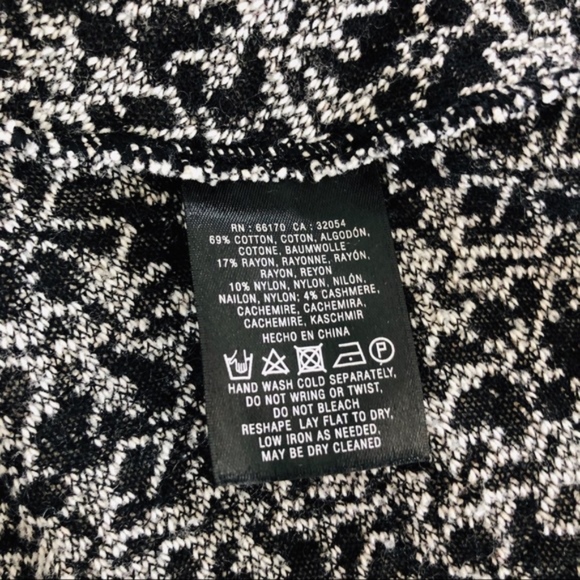 RN : 66170 CA : 32054
69% COTTON, COTON, ALGODÓN,
COTONE, BAUMWOLLE
17% RAYON, RAYONNE, RAYÓN,
RAYON, REYON
10% NYLON, NYLON, NILÓN,
NAILON, NYLON; 4% CASHMERE,
CACHEMIRE, CACHEMIRA,
CACHEMIRE, KASCHMIR
HECHO EN CHINA
P
HAND WASH COLD SEPARATELY,
DO NOT WRING OR TWIST,
DO NOT BLEACH
RESHAPE LAY FLAT TO DRY,
LOW IRON AS NEEDED,
MAY BE DRY CLEANED